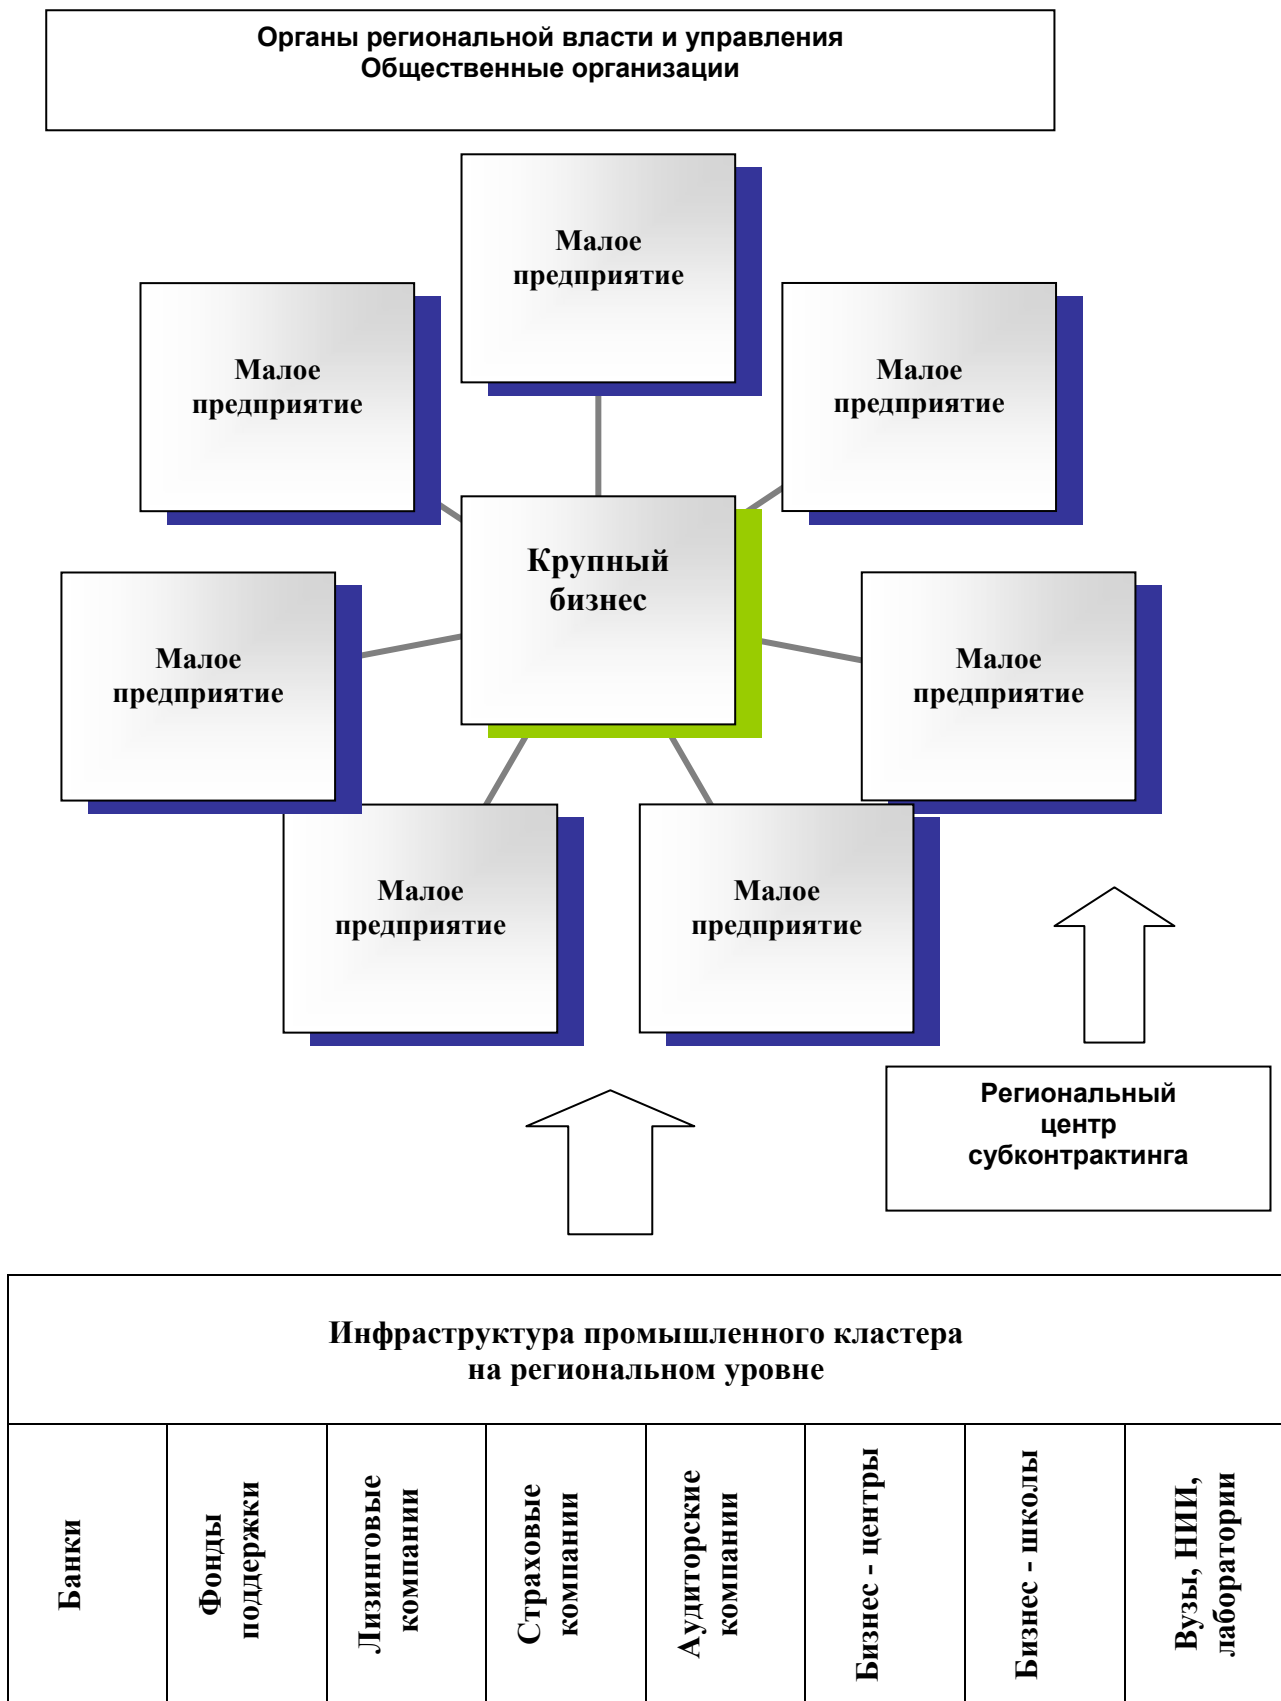 Органы региональной власти и управления
Общественные организации
Малое
предприятие
Малое
предприятие
Малое
предприятие
Крупный
бизнес
Малое
предприятие
Малое
предприятие
Малое
предприятие
Малое
предприятие
Региональный
центр
субконтрактинга
Инфраструктура промышленного кластера
на региональном уровне
Банки
Фонды
поддержки
Лизинговые
компании
Страховые
компании
Аудиторские
компании
Бизнес - центры
Бизнес - школы
Вузы, НИИ,
лаборатории